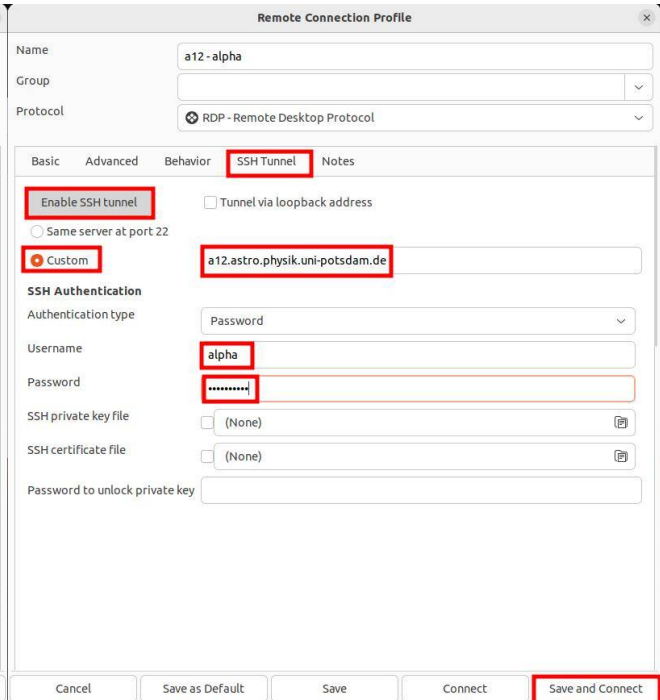 Remote Connection Profile
Name
a12 - alpha
Group
Protocol
RDP - Remote Desktop Protocol
Basic Advanced Behavior SSH Tunnel Notes
Enable SSH tunnel Tunnel via loopback address
Same server at port 22
Custom a12.astro.physik.uni-potsdam.de
SSH Authentication
Authentication type Password
Username alpha
Password ••••••••••
SSH private key file (None)
SSH certificate file (None)
Password to unlock private key
Cancel Save as Default Save Connect Save and Connect